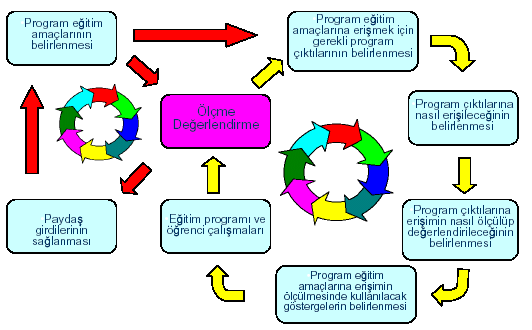 Program eğitim
amaçlarının
belirlenmesi
Program eğitim
amaçlarına erişmek için
gerekli program
çıktılarının belirlenmesi
Ölçme
Değerlendirme
Program çıktılarına
nasıl erişileceğinin
belirlenmesi
Paydaş
girdilerinin
sağlanması
Eğitim programı ve
öğrenci çalışmaları
Program çıktılarına
erişimin nasıl ölçülüp
değerlendirileceğinin
belirlenmesi
Program eğitim
amaçlarına erişimin
ölçülmesinde kullanılacak
göstergelerin belirlenmesi